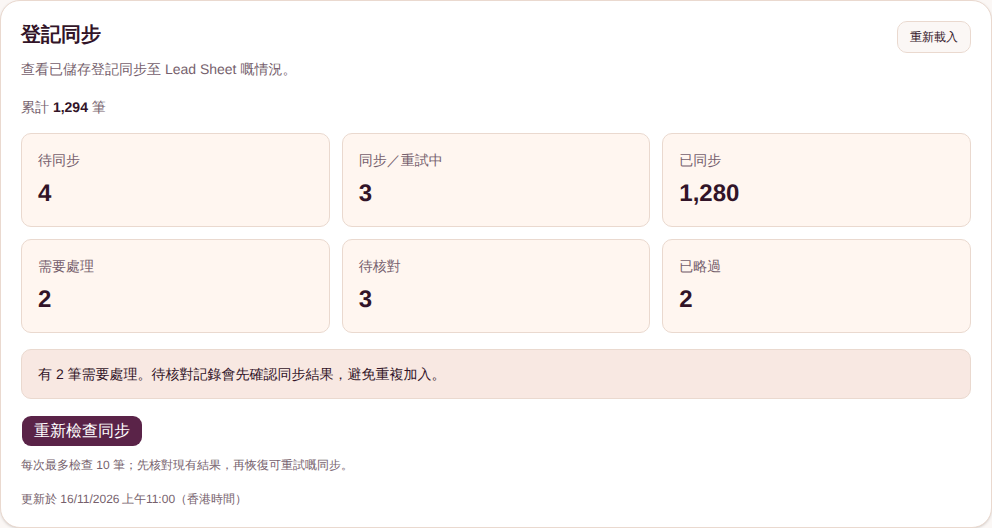 登記同步
重新載入
查看已儲存登記同步至 Lead Sheet 嘅情況。
累計 1,294 筆
待同步
4
同步／重試中
3
已同步
1,280
需要處理
2
待核對
3
已略過
2
有 2 筆需要處理。待核對記錄會先確認同步結果，避免重複加入。
重新檢查同步
每次最多檢查 10 筆；先核對現有結果，再恢復可重試嘅同步。
更新於 16/11/2026 上午11:00（香港時間）